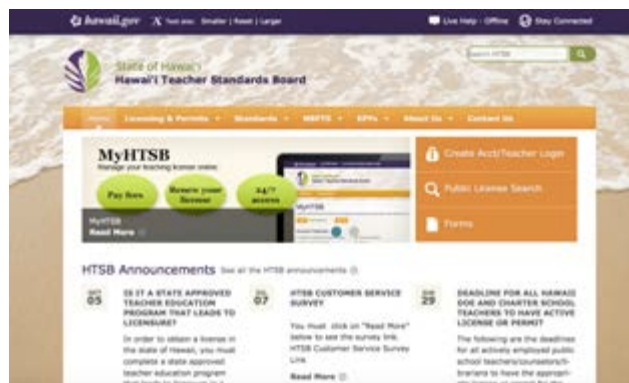 hawaii.gov Text size: Smaller | Reset | Larger Live Help - Offline Stay Connected
State of Hawai'i
Hawai'i Teacher Standards Board
Search HTSB
Home Licensing & Permits Standards NBPTS EPPs About Us Contact Us
MyHTSB
Manage your teaching license online
Pay fees
Renew your
license
24/7
access
MyHTSB
Read More
Create Acct/Teacher Login
Public License Search
Forms
HTSB Announcements See all the HTSB announcements
OCT
05
IS IT A STATE APPROVED
TEACHER EDUCATION
PROGRAM THAT LEADS TO
LICENSURE?
In order to obtain a license in
the state of Hawaii, you must
complete a state approved
teacher education program
07
HTSB CUSTOMER SERVICE
SURVEY
You must click on "Read More"
below to see the survey link.
HTSB Customer Service Survey
Link
Read More
29
DEADLINE FOR ALL HAWAII
DOE AND CHARTER SCHOOL
TEACHERS TO HAVE ACTIVE
LICENSE OR PERMIT
The following are the deadlines
for all actively employed public
school teachers/counselors/li-
brarians to have the appropri-